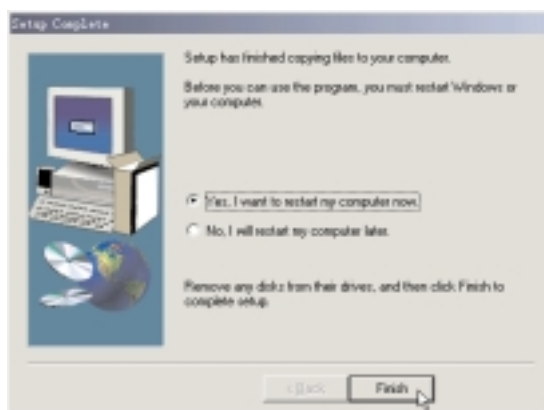 Setup Complete
Setup has finished copying files to your computer.
Before you can use the program, you must restart Windows or
your computer.
Yes, I want to restart my computer now.
No, I will restart my computer later.
Remove any disks from their drives, and then click Finish to
complete setup.
< Back
Finish